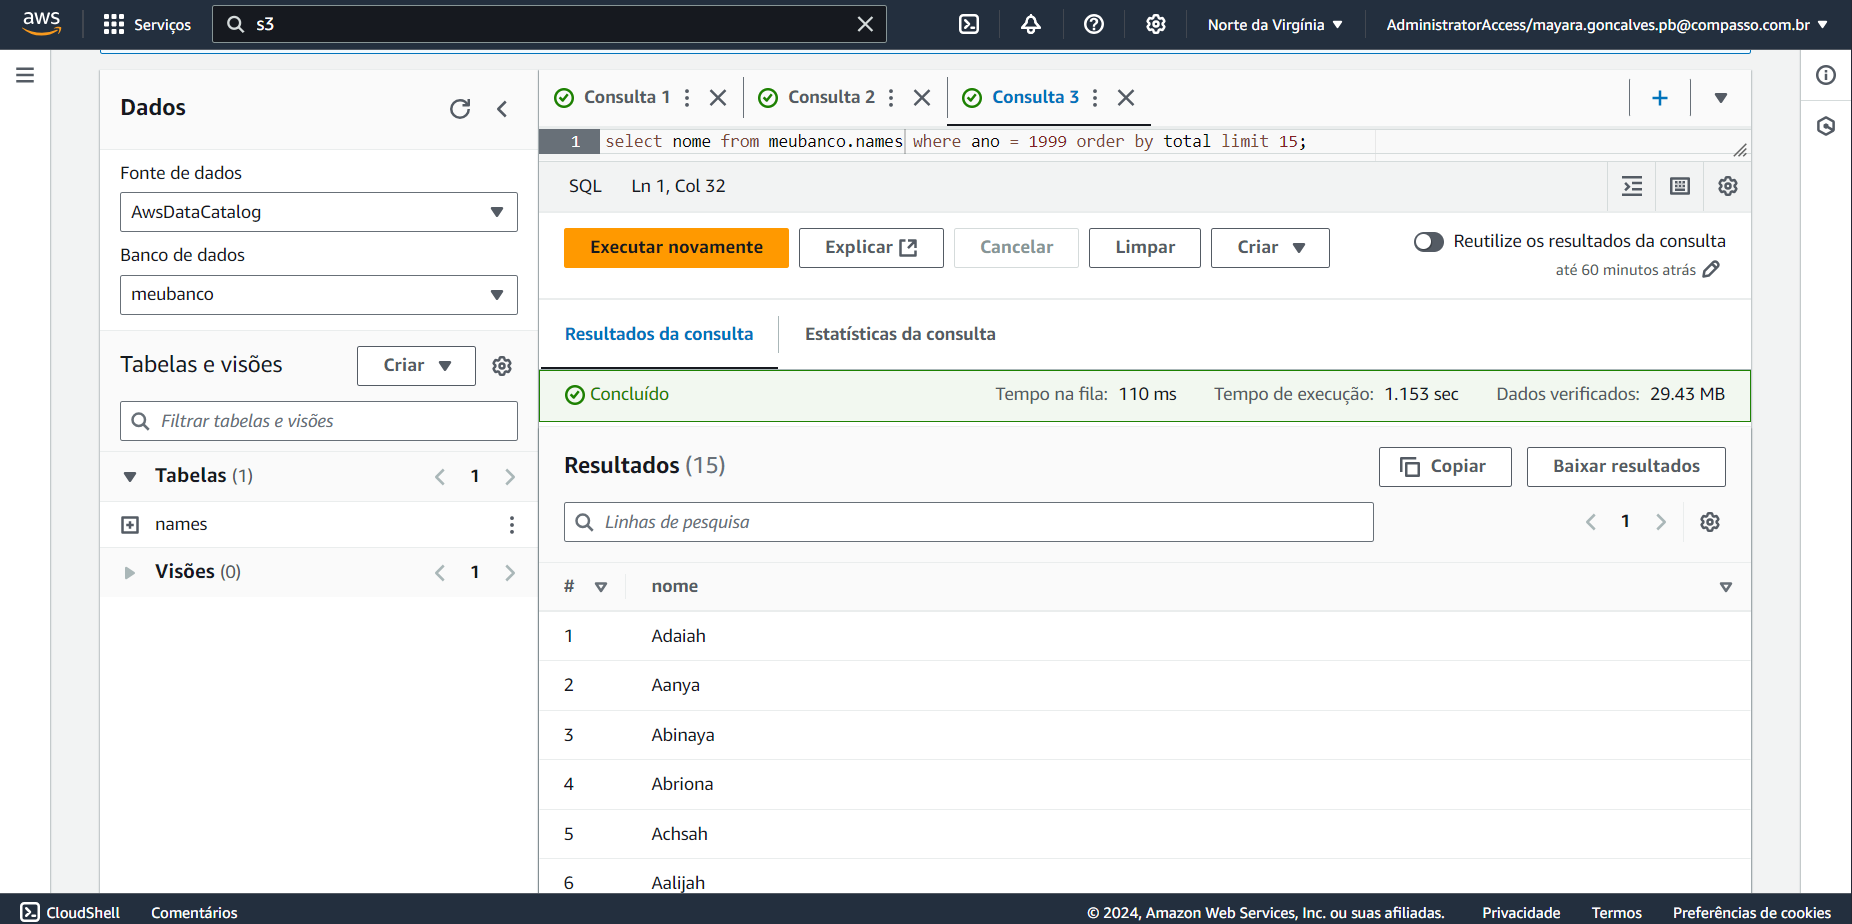 aws Serviços s3 Norte da Virgínia AdministratorAccess/mayara.goncalves.pb@compasso.com.br
Dados
Fonte de dados
AwsDataCatalog
Banco de dados
meubanco
Tabelas e visões Criar
Filtrar tabelas e visões
Tabelas (1) 1
names
Visões (0) 1
Consulta 1 Consulta 2 Consulta 3
1 select nome from meubanco.names where ano = 1999 order by total limit 15;
SQL Ln 1, Col 32
Executar novamente Explicar Cancelar Limpar Criar
Reutilize os resultados da consulta
até 60 minutos atrás
Resultados da consulta Estatísticas da consulta
Concluído Tempo na fila: 110 ms Tempo de execução: 1.153 sec Dados verificados: 29.43 MB
Resultados (15) Copiar Baixar resultados
Linhas de pesquisa 1
# nome
1 Adaiah
2 Aanya
3 Abinaya
4 Abriona
5 Achsah
6 Aalijah
CloudShell Comentários © 2024, Amazon Web Services, Inc. ou suas afiliadas. Privacidade Termos Preferências de cookies